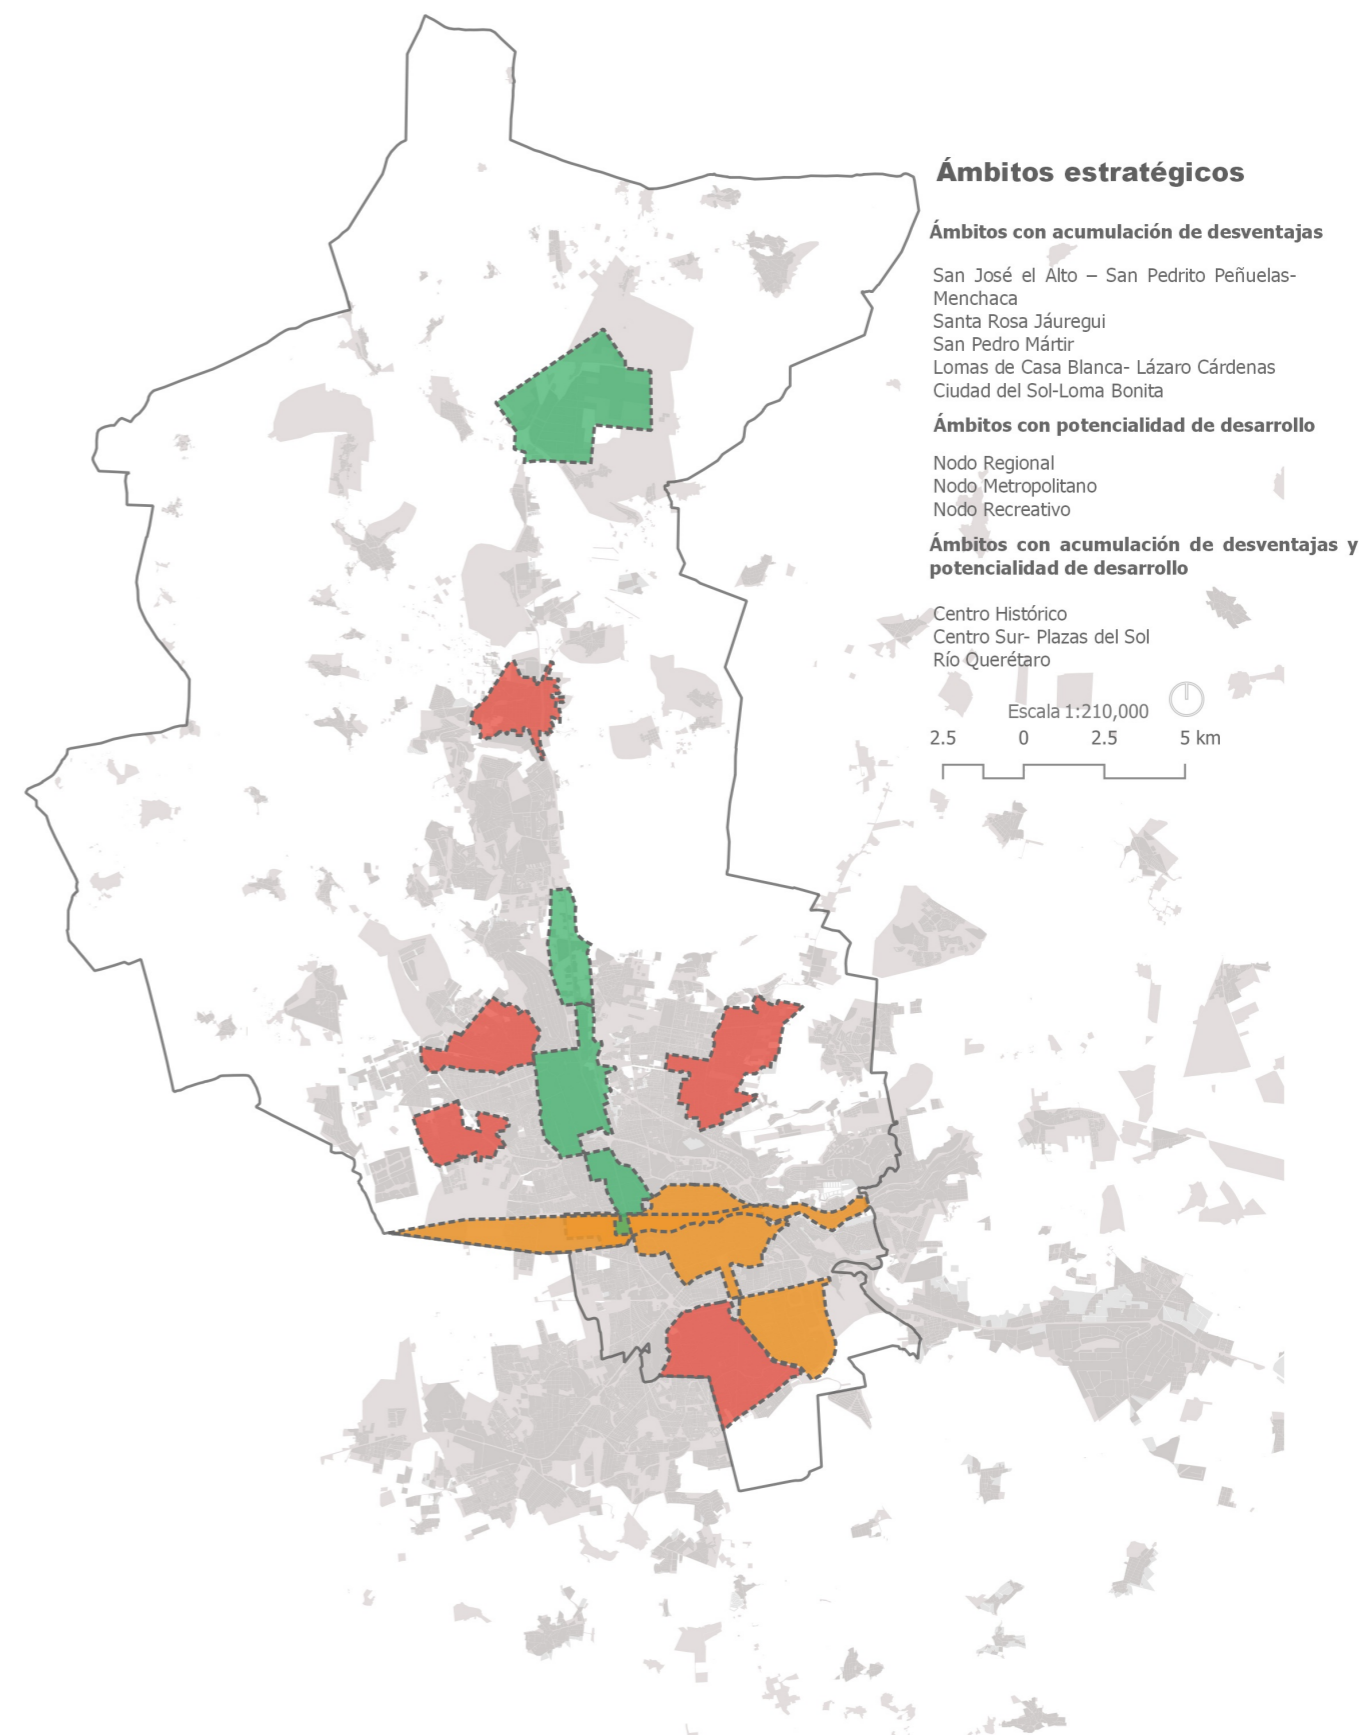 Ámbitos estratégicos
Ámbitos con acumulación de desventajas
San José el Alto – San Pedrito Peñuelas-
Menchaca
Santa Rosa Jáuregui
San Pedro Mártir
Lomas de Casa Blanca- Lázaro Cárdenas
Ciudad del Sol-Loma Bonita
Ámbitos con potencialidad de desarrollo
Nodo Regional
Nodo Metropolitano
Nodo Recreativo
Ámbitos con acumulación de desventajas y
potencialidad de desarrollo
Centro Histórico
Centro Sur- Plazas del Sol
Río Querétaro
Escala 1:210,000
2.5 0 2.5 5 km